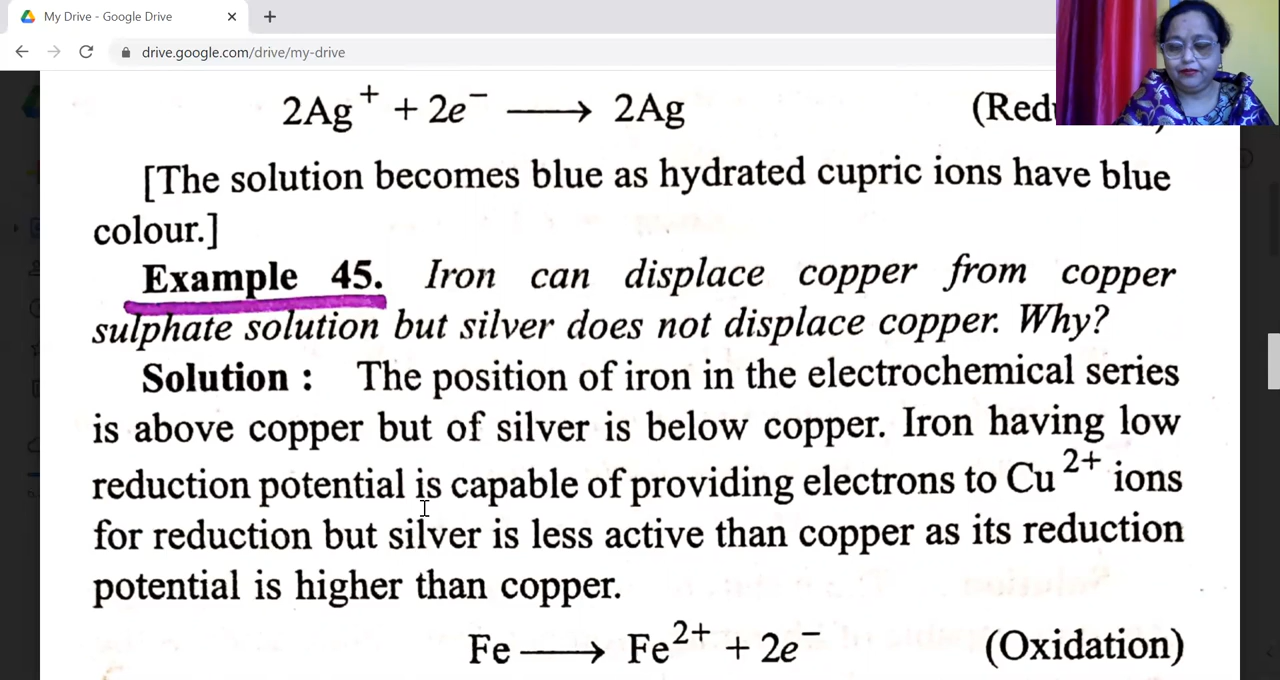 My Drive - Google Drive
drive.google.com/drive/my-drive
2Ag⁺ + 2e⁻ ⟶ 2Ag
[The solution becomes blue as hydrated cupric ions have blue
colour.]
Example 45. Iron can displace copper from copper
sulphate solution but silver does not displace copper. Why?
Solution : The position of iron in the electrochemical series
is above copper but of silver is below copper. Iron having low
reduction potential is capable of providing electrons to Cu²⁺ ions
for reduction but silver is less active than copper as its reduction
potential is higher than copper.
Fe ⟶ Fe²⁺ + 2e⁻ (Oxidation)